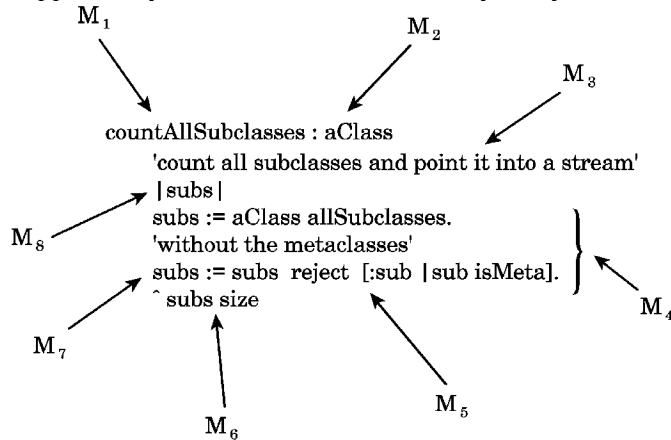 M1
M2
M3
countAllSubclasses : aClass
'count all subclasses and point it into a stream'
|subs|
M8
subs := aClass allSubclasses.
'without the metaclasses'
subs := subs reject [:sub |sub isMeta].
ˆ subs size
M4
M7
M5
M6